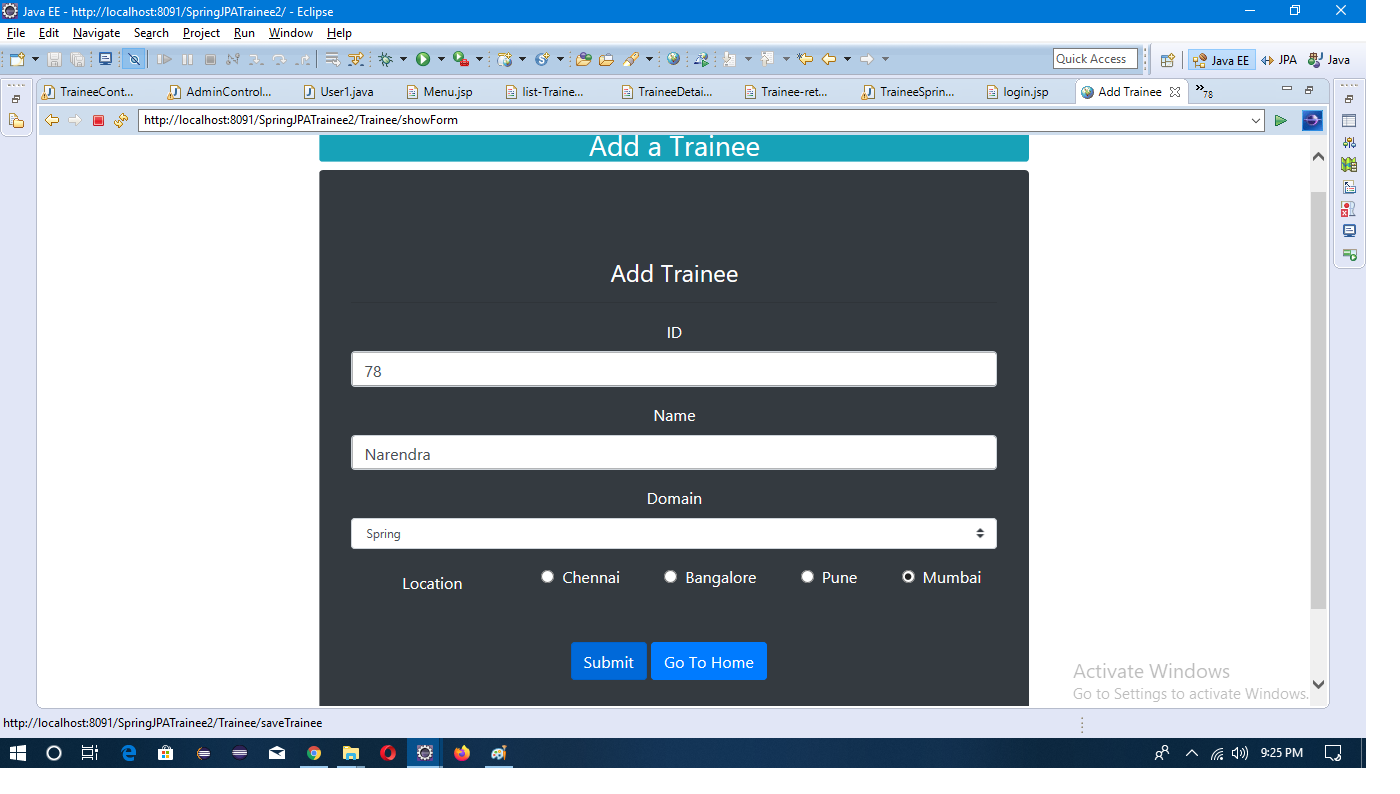 Java EE - http://localhost:8091/SpringJPATrainee2/ - Eclipse
File Edit Navigate Search Project Run Window Help
Quick Access Java EE JPA Java
TraineeCont... AdminControl... User1.java Menu.jsp list-Traine... TraineeDetai... Trainee-ret... TraineeSprin... login.jsp Add Trainee »78
http://localhost:8091/SpringJPATrainee2/Trainee/showForm
Add a Trainee
Add Trainee
ID
78
Name
Narendra
Domain
Spring
Location Chennai Bangalore Pune Mumbai
Submit Go To Home
Activate Windows
Go to Settings to activate Windows.
http://localhost:8091/SpringJPATrainee2/Trainee/saveTrainee
9:25 PM